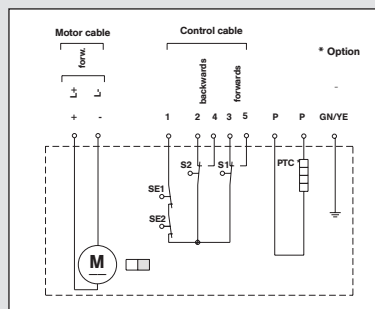 Motor cable Control cable
* Option
forw.
backwards
forwards
L+ L-
+ - 1 2 4 3 5 P P GN/YE
S2 S1 PTC *
SE1
SE2
M